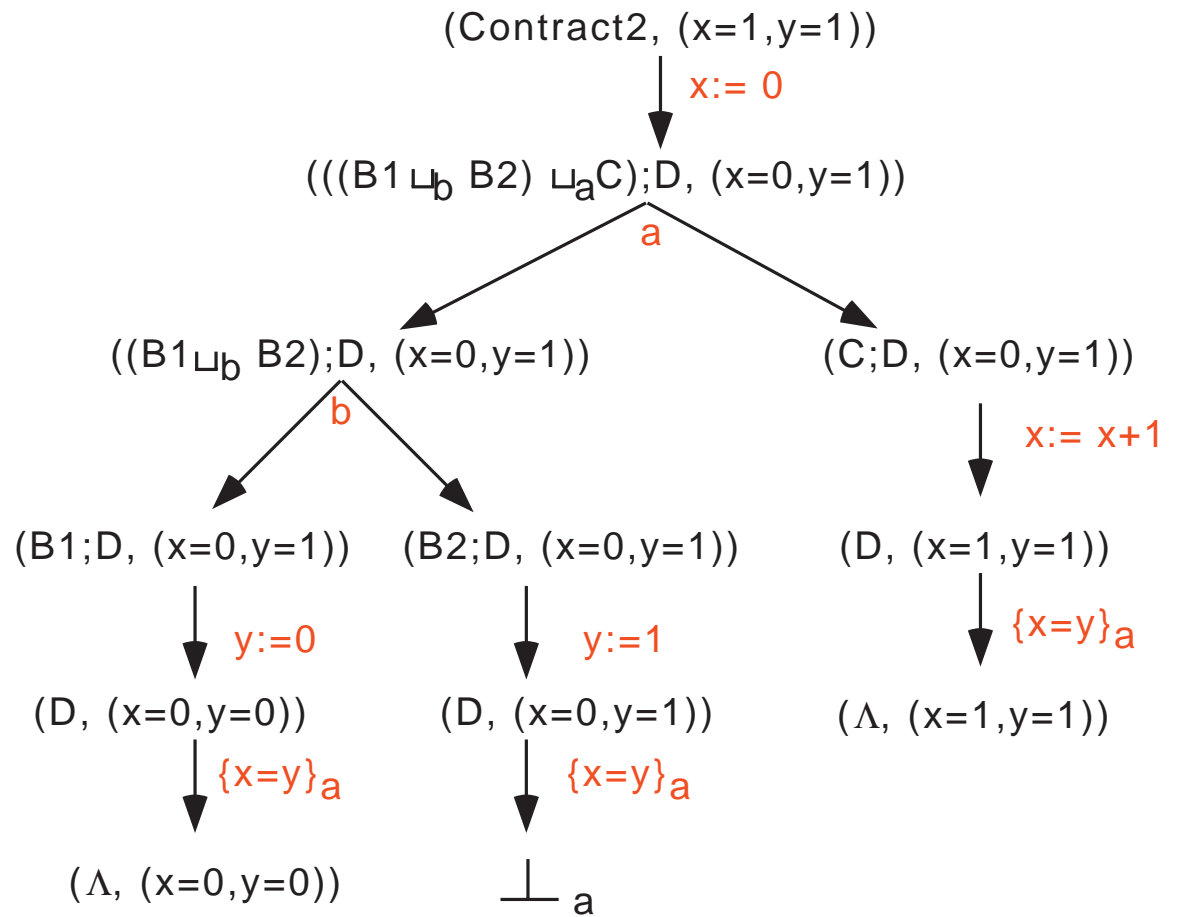 (Contract2, (x=1,y=1))
x:= 0
(((B1⊔b B2) ⊔aC);D, (x=0,y=1))
a
((B1⊔b B2);D, (x=0,y=1)) (C;D, (x=0,y=1))
b x:= x+1
(B1;D, (x=0,y=1)) (B2;D, (x=0,y=1)) (D, (x=1,y=1))
y:=0 y:=1 {x=y}a
(D, (x=0,y=0)) (D, (x=0,y=1)) (Λ, (x=1,y=1))
{x=y}a {x=y}a
(Λ, (x=0,y=0)) ⊥a